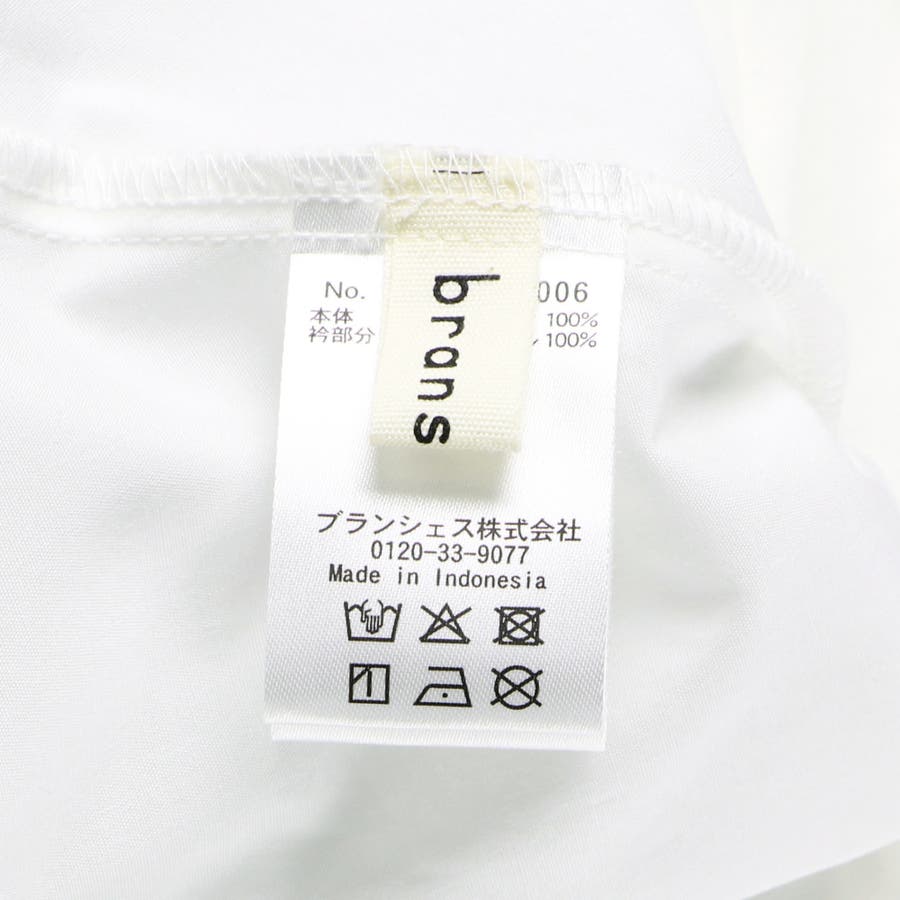 No. 006
本体 100%
衿部分 100%
brans
ブランシェス株式会社
0120-33-9077
Made in Indonesia